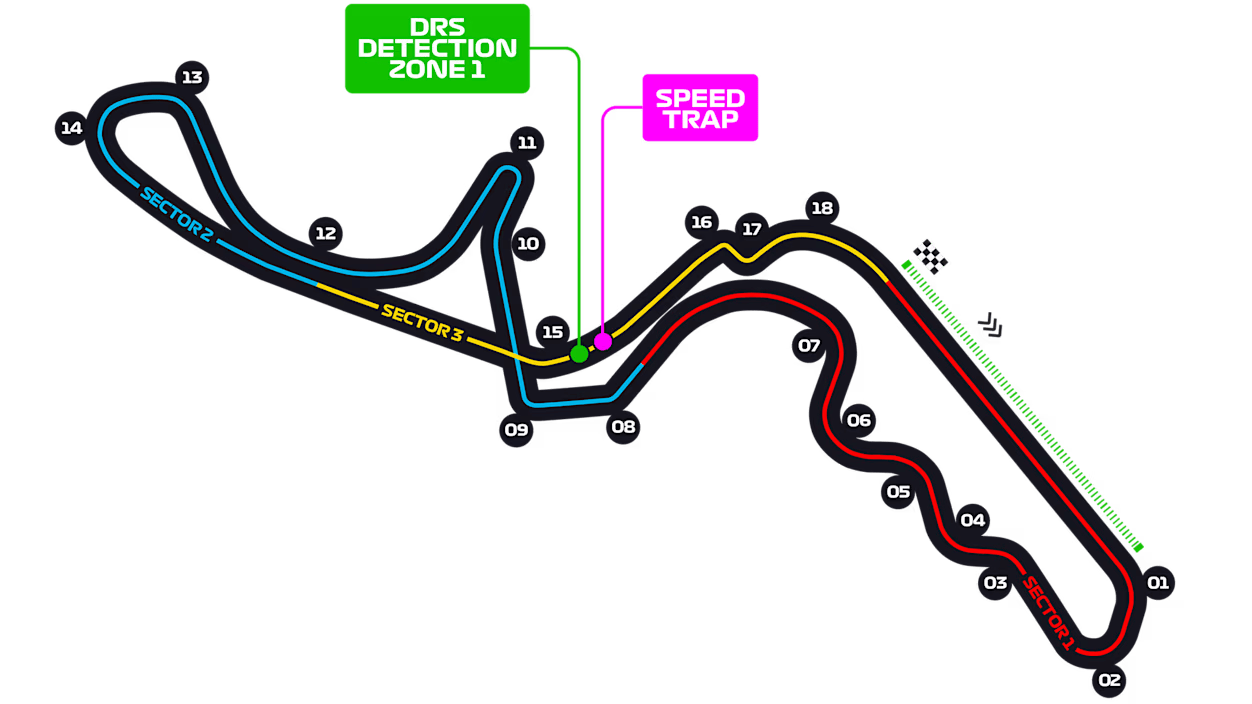 DRS
DETECTION
ZONE 1
SPEED
TRAP
13
14
11
SECTOR 2
12
10
16
17
18
SECTOR 3
15
07
09
08
06
05
04
03
SECTOR 1
01
02